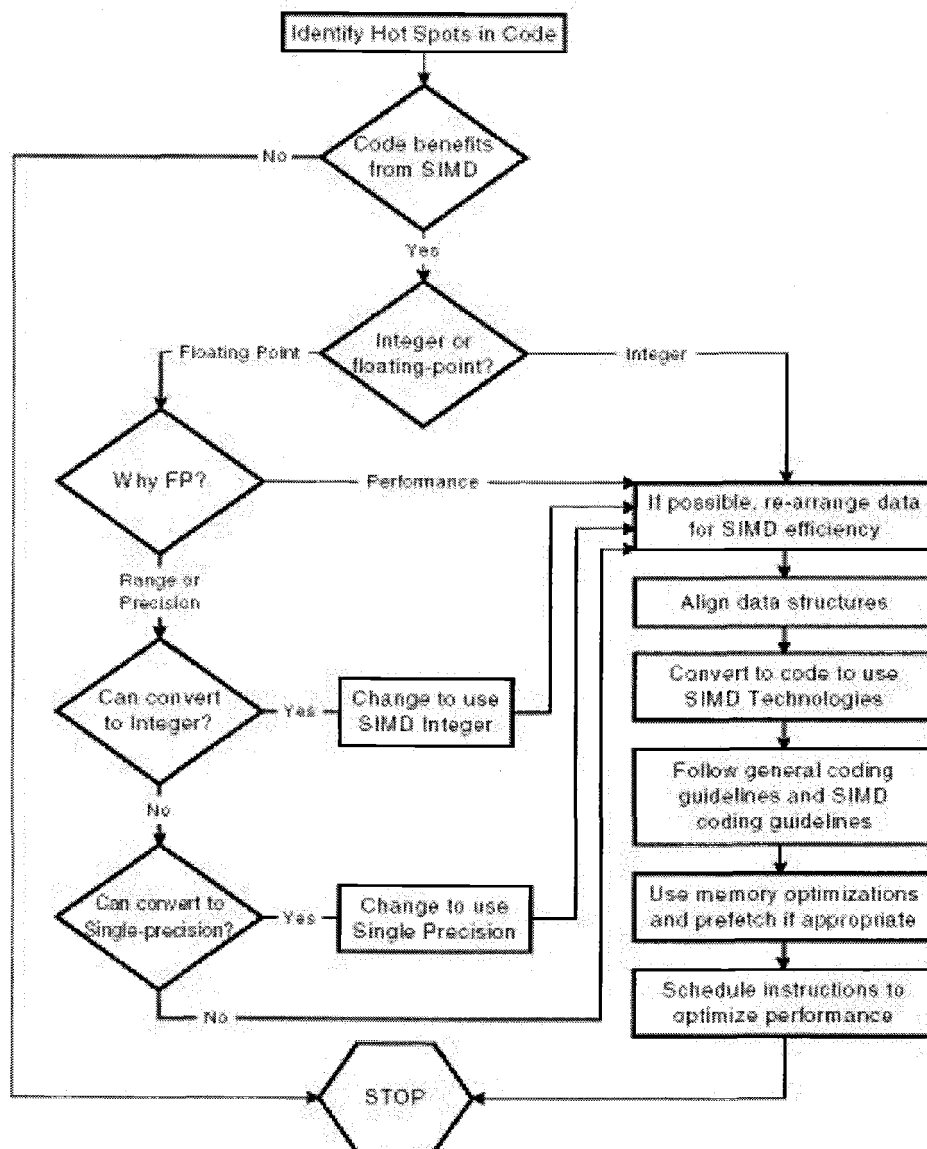 Identify Hot Spots in Code
Code benefits
from SIMD
No
Yes
Integer or
floating-point?
Floating Point
Integer
Why FP?
Performance
If possible, re-arrange data
for SIMD efficiency
Range or
Precision
Align data structures
Can convert
to Integer?
Yes
Change to use
SIMD Integer
Convert to code to use
SIMD Technologies
No
Follow general coding
guidelines and SIMD
coding guidelines
Can convert to
Single-precision?
Yes
Change to use
Single Precision
Use memory optimizations
and prefetch if appropriate
No
Schedule instructions to
optimize performance
STOP